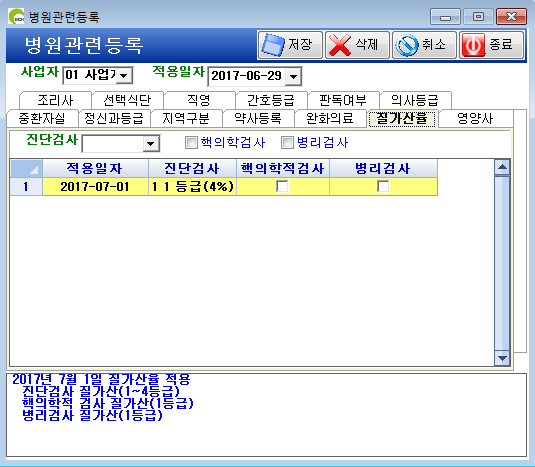 병원관련등록
병원관련등록 저장 삭제 취소 종료
사업자 01 사업자 적용일자 2017-06-29
조리사 선택식단 직영 간호등급 판독여부 의사등급
중환자실 정신과등급 지역구분 약사등록 완화의료 질가산율 영양사
진단검사 핵의학검사 병리검사
적용일자 진단검사 핵의학적검사 병리검사
1 2017-07-01 1 1 등급(4%)
2017년 7월 1일 질가산율 적용
진단검사 질가산(1~4등급)
핵의학적 검사 질가산(1등급)
병리검사 질가산(1등급)